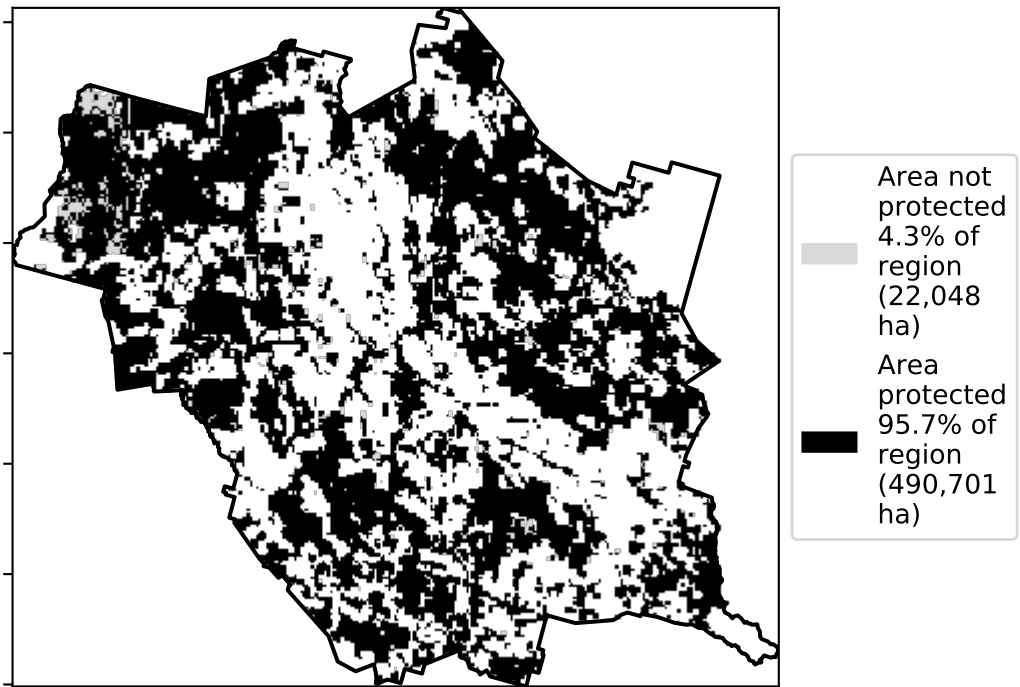 Area not
protected
4.3% of
region
(22,048
ha)
Area
protected
95.7% of
region
(490,701
ha)